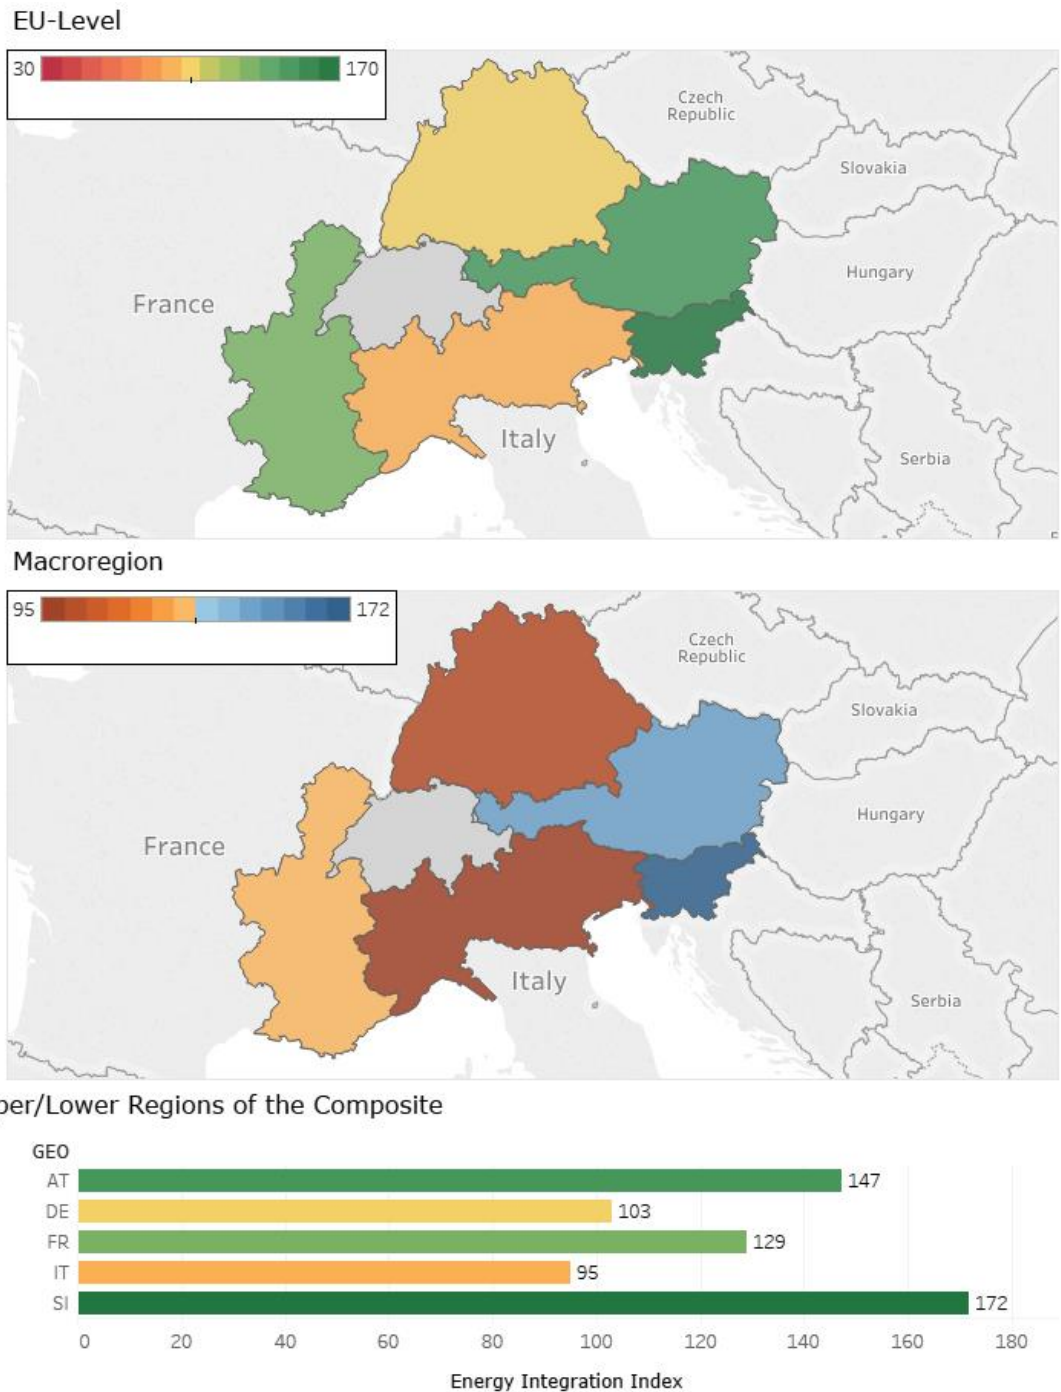 EU-Level
30 170
Czech
Republic
Slovakia
Hungary
France
Italy
Serbia
Macroregion
95 172
Czech
Republic
Slovakia
Hungary
France
Italy
Serbia
per/Lower Regions of the Composite
GEO
AT 147
DE 103
FR 129
IT 95
SI 172
0 20 40 60 80 100 120 140 160 180
Energy Integration Index